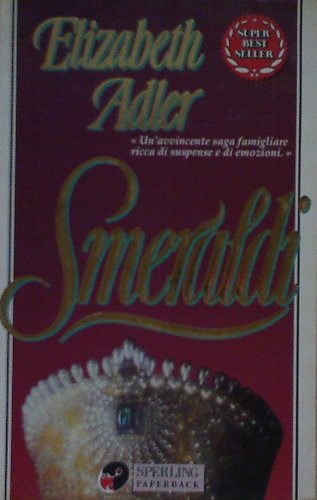 Elizabeth
Adler
SUPER
BEST
SELLER
« Un'avvincente saga famigliare
ricca di suspense e di emozioni. »
Smeraldi
SPERLING
PAPERBACK